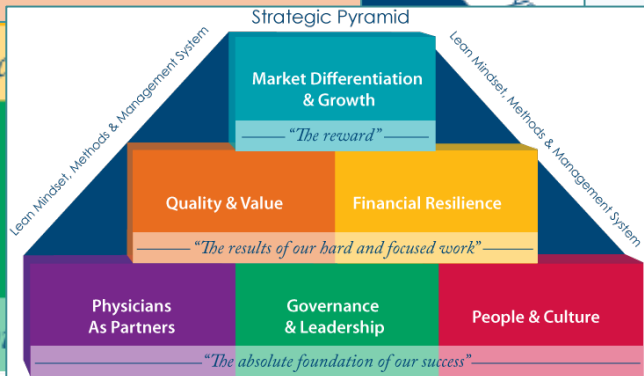 Strategic Pyramid
Lean Mindset, Methods & Management System
Lean Mindset, Methods & Management System
Market Differentiation
& Growth
“The reward”
Quality & Value
Financial Resilience
“The results of our hard and focused work”
Physicians
As Partners
Governance
& Leadership
People & Culture
“The absolute foundation of our success”